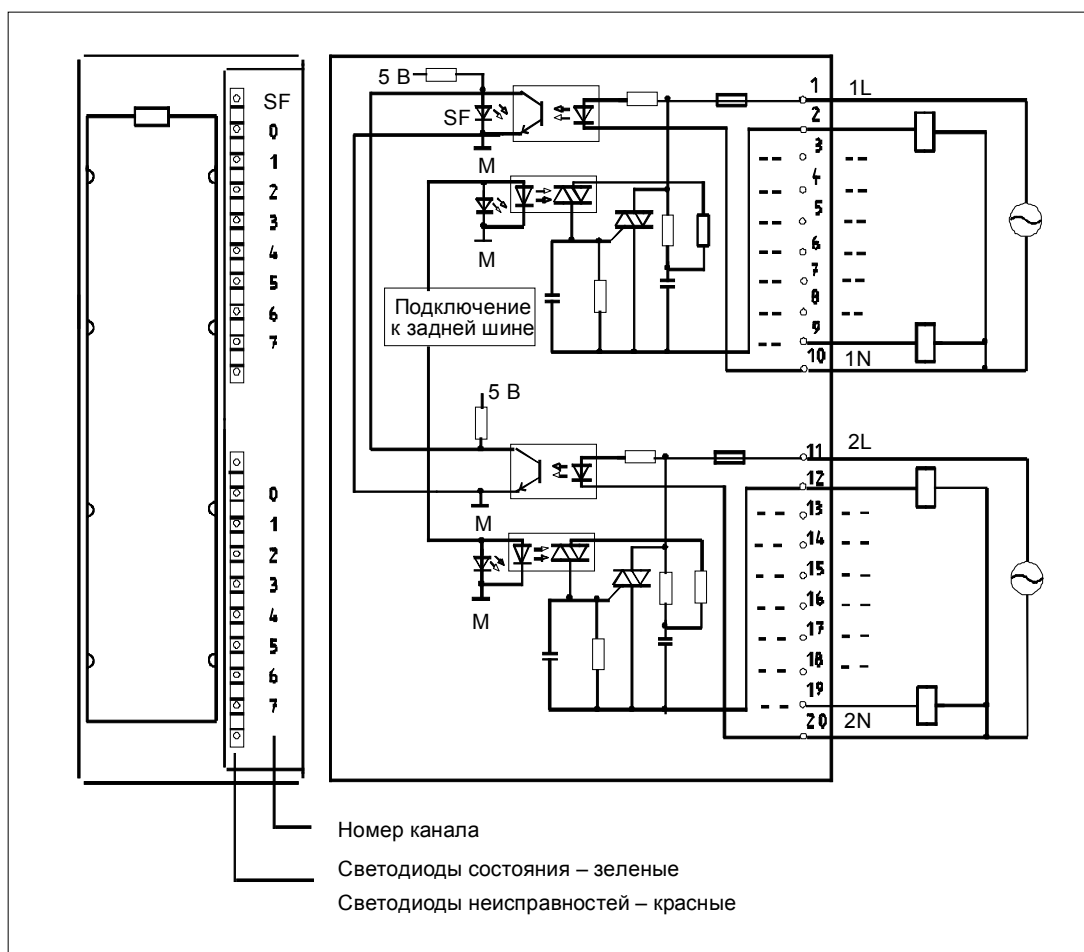 SF
0
1
2
3
4
5
6
7
0
1
2
3
4
5
6
7
5 В
SF
М
М
Подключение
к задней шине
5 В
М
М
1 1L
2
3
4
5
6
7
8
9
10 1N
11 2L
12
13
14
15
16
17
18
19
20 2N
Номер канала
Светодиоды состояния – зеленые
Светодиоды неисправностей – красные